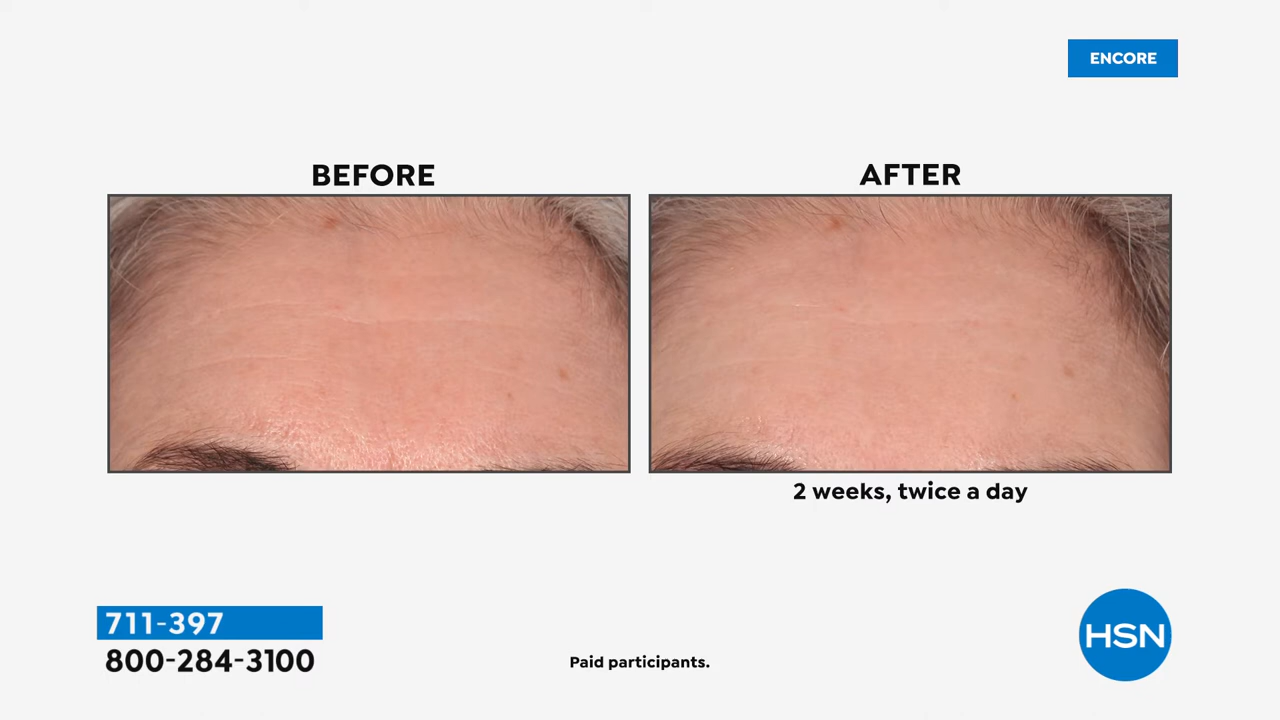 ENCORE
BEFORE
AFTER
2 weeks, twice a day
711-397
800-284-3100
Paid participants.
HSN